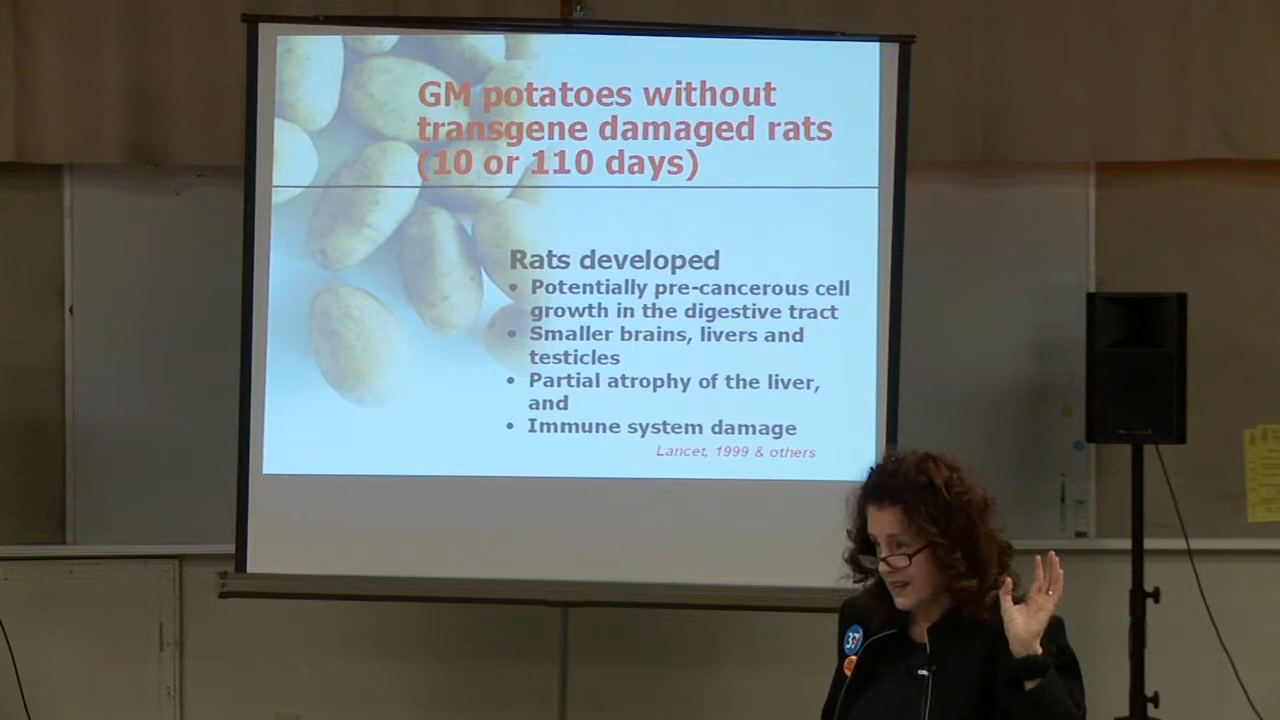 GM potatoes without
transgene damaged rats
(10 or 110 days)
Rats developed
• Potentially pre-cancerous cell
growth in the digestive tract
• Smaller brains, livers and
testicles
• Partial atrophy of the liver,
and
• Immune system damage
Lancet, 1999 & others
37